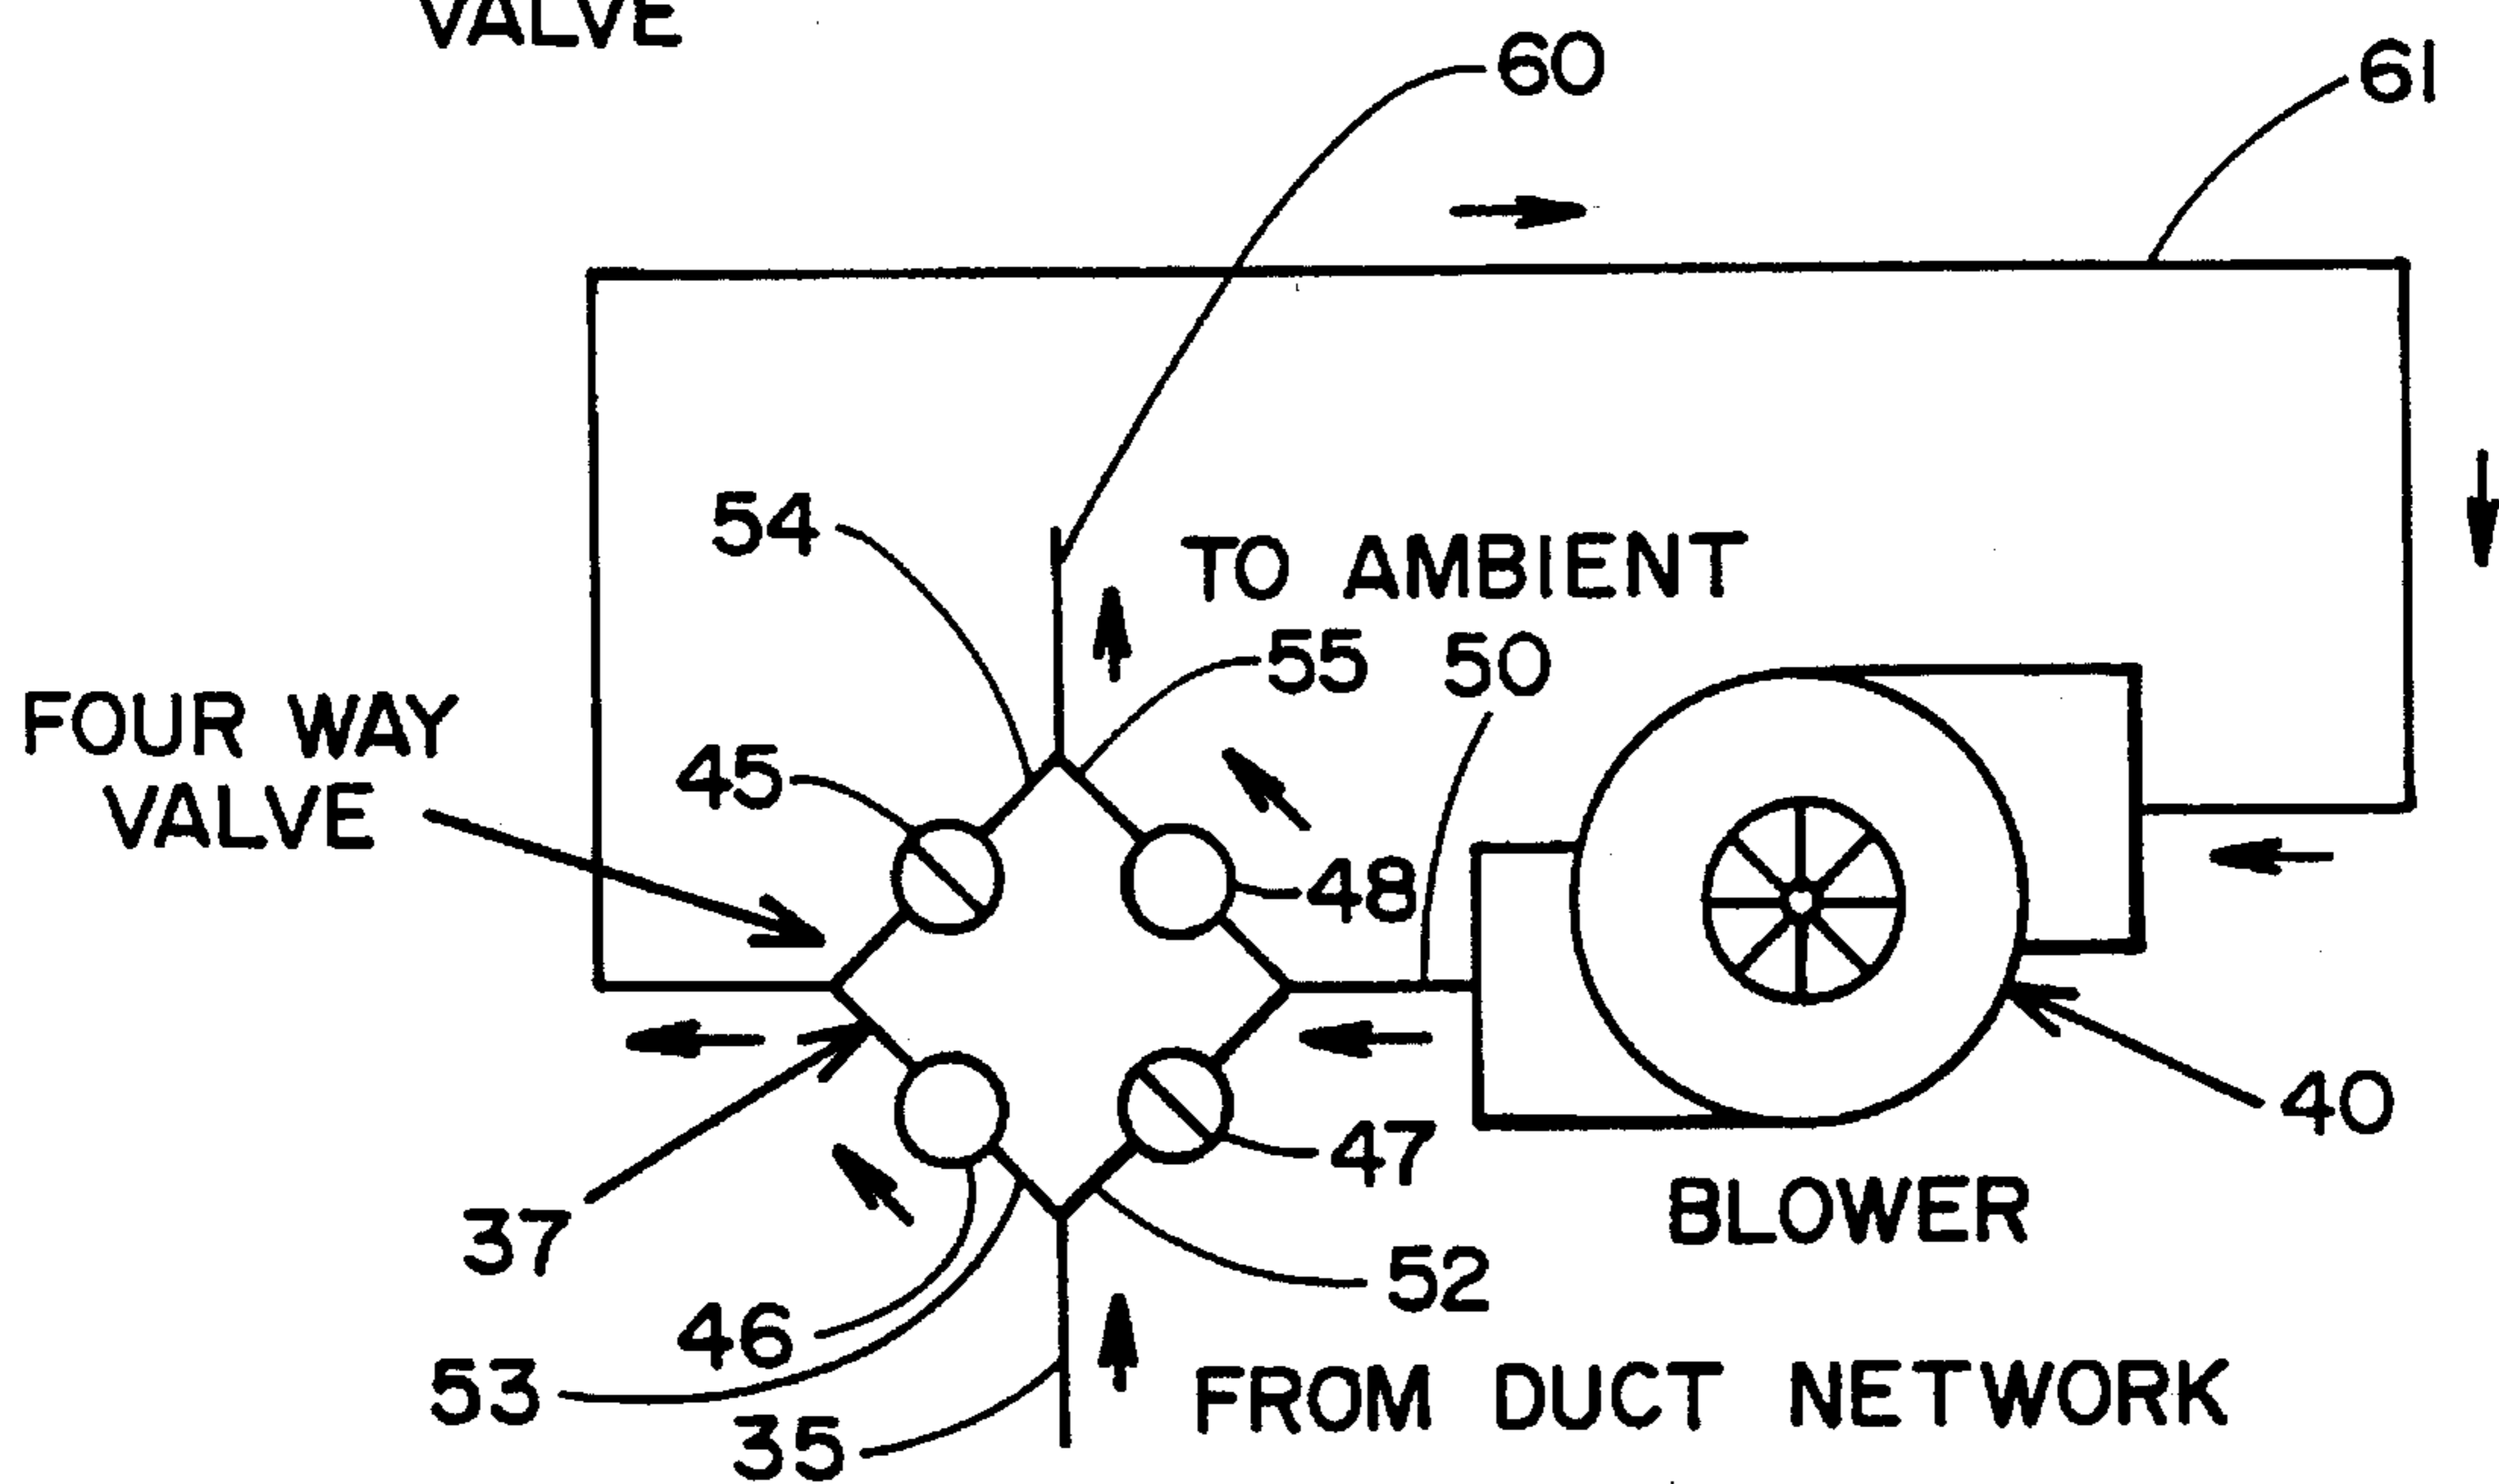 VALVE
60
61
54
TO AMBIENT
55
50
FOUR WAY
VALVE
45
48
40
47
37
BLOWER
52
46
53
FROM DUCT NETWORK
35